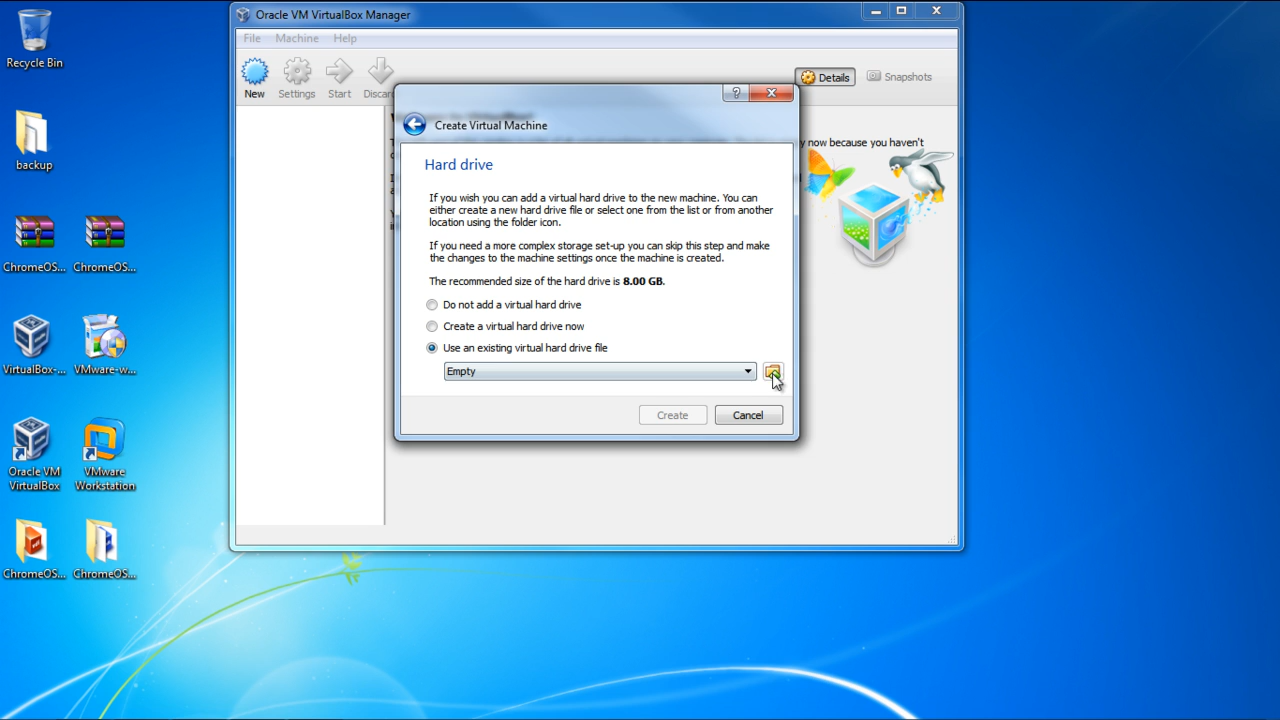 Recycle Bin
backup
ChromeOS... ChromeOS...
VirtualBox-... VMware-w...
Oracle VM VirtualBox
VMware Workstation
ChromeOS... ChromeOS...
Oracle VM VirtualBox Manager
File Machine Help
New Settings Start Discar
Details Snapshots
y now because you haven't
Create Virtual Machine
Hard drive
If you wish you can add a virtual hard drive to the new machine. You can
either create a new hard drive file or select one from the list or from another
location using the folder icon.
If you need a more complex storage set-up you can skip this step and make
the changes to the machine settings once the machine is created.
The recommended size of the hard drive is 8.00 GB.
Do not add a virtual hard drive
Create a virtual hard drive now
Use an existing virtual hard drive file
Empty
Create Cancel